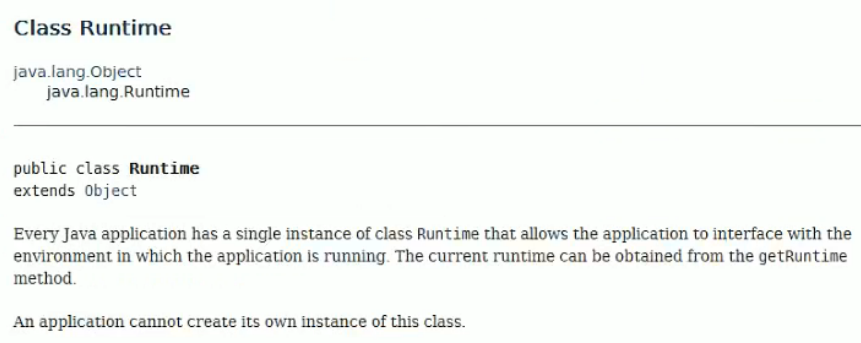 Class Runtime
java.lang.Object
java.lang.Runtime
public class Runtime
extends Object
Every Java application has a single instance of class Runtime that allows the application to interface with the
environment in which the application is running. The current runtime can be obtained from the getRuntime
method.
An application cannot create its own instance of this class.